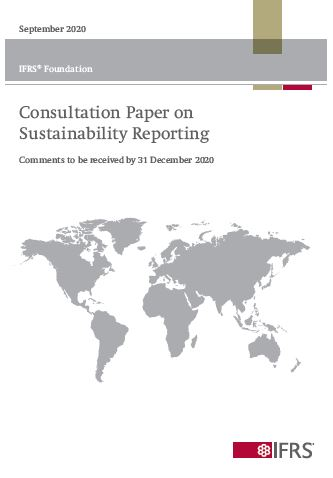 September 2020
IFRS® Foundation
Consultation Paper on
Sustainability Reporting
Comments to be received by 31 December 2020
IFRS